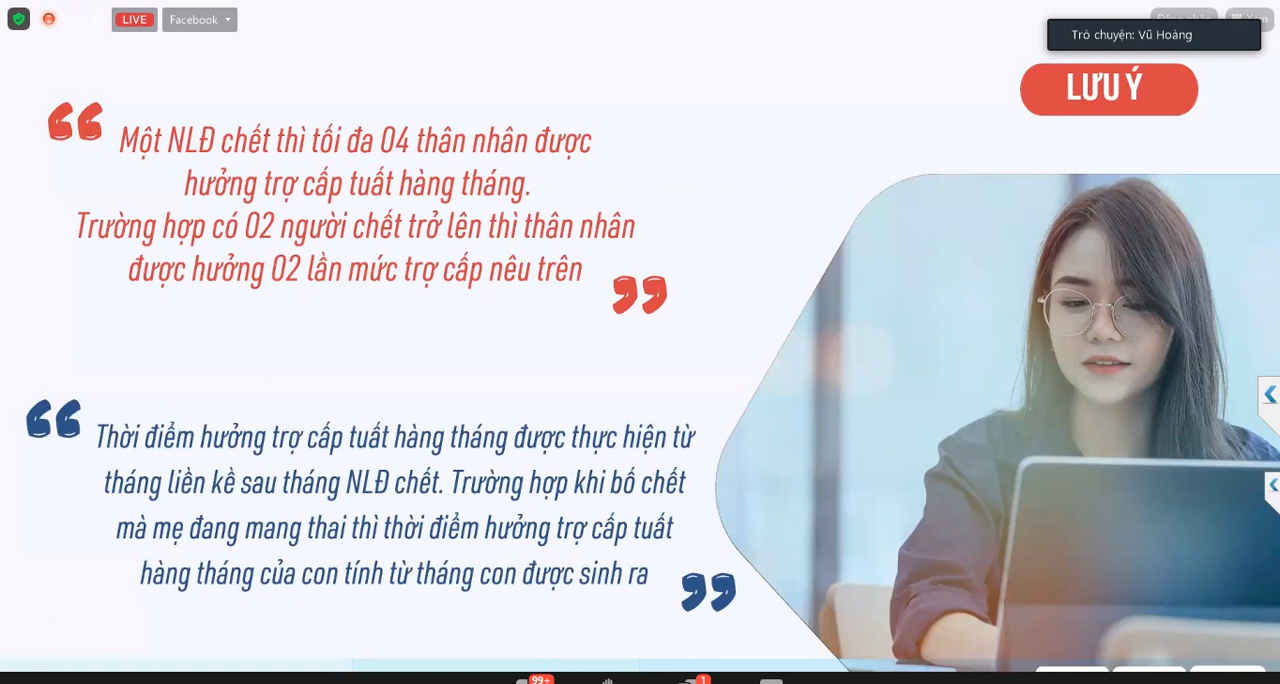 LIVE
Facebook
Trò chuyện: Vũ Hoảng
LƯU Ý
Một NLĐ chết thì tối đa 04 thân nhân được
hưởng trợ cấp tuất hàng tháng.
Trường hợp có 02 người chết trở lên thì thân nhân
được hưởng 02 lần mức trợ cấp nêu trên
Thời điểm hưởng trợ cấp tuất hàng tháng được thực hiện từ
tháng liền kề sau tháng NLĐ chết. Trường hợp khi bố chết
mà mẹ đang mang thai thì thời điểm hưởng trợ cấp tuất
hàng tháng của con tính từ tháng con được sinh ra
99+
1